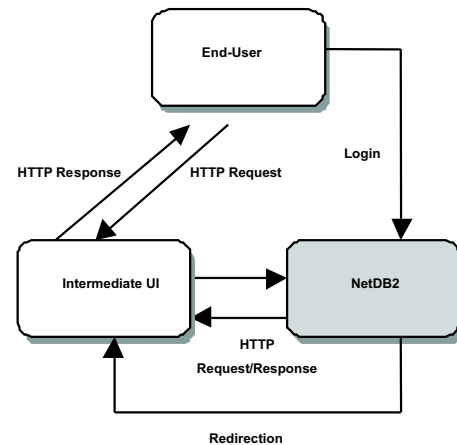 End-User
HTTP Response
HTTP Request
Login
Intermediate UI
NetDB2
HTTP
Request/Response
Redirection